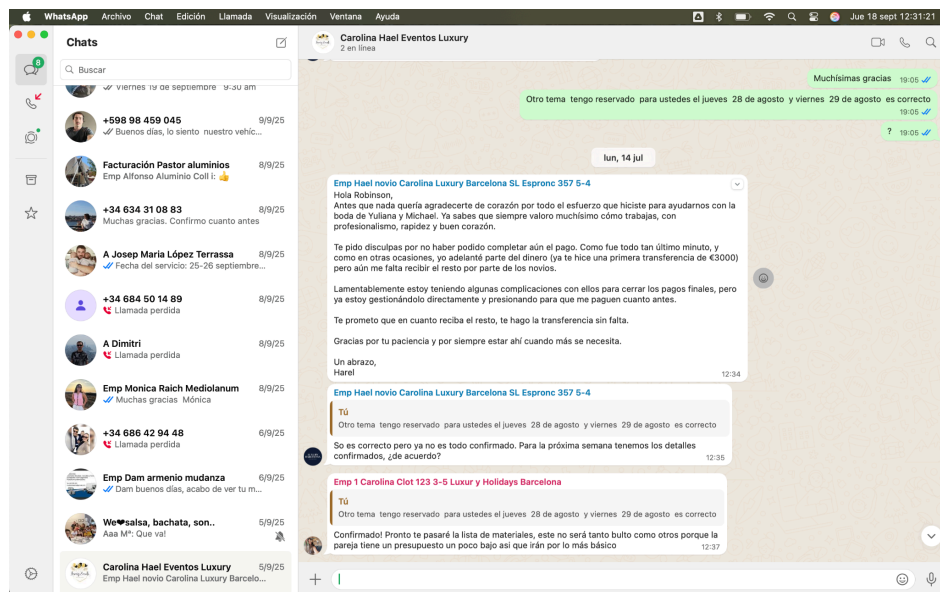 WhatsApp Archivo Chat Edición Llamada Visualización Ventana Ayuda
Jue 18 sept 12:31:21
8
Chats
Buscar
Viernes 19 de septiembre 9:30 am
+598 98 459 045 9/9/25
Buenos días, lo siento nuestro vehíc...
Facturación Pastor aluminios 8/9/25
Emp Alfonso Aluminio Coll i: 👍
+34 634 31 08 83 8/9/25
Muchas gracias. Confirmo cuanto antes
A Josep Maria López Terrassa 8/9/25
Fecha del servicio: 25-26 septiembre...
+34 684 50 14 89 8/9/25
Llamada perdida
A Dimitri 8/9/25
Llamada perdida
Emp Monica Raich Mediolanum 8/9/25
Muchas gracias Mónica
+34 686 42 94 48 6/9/25
Llamada perdida
Emp Dam armenio mudanza 6/9/25
Dam buenos días, acabo de ver tu m...
We❤salsa, bachata, son.. 5/9/25
Aaa Mª: Que va!
Carolina Hael Eventos Luxury 5/9/25
Emp Hael novio Carolina Luxury Barcelo...
Carolina Hael Eventos Luxury
2 en línea
Muchísimas gracias 19:05
Otro tema tengo reservado para ustedes el jueves 28 de agosto y viernes 29 de agosto es correcto
19:05
? 19:05
lun, 14 jul
Emp Hael novio Carolina Luxury Barcelona SL Espronc 357 5-4
Hola Robinson,
Antes que nada quería agradecerte de corazón por todo el esfuerzo que hiciste para ayudarnos con la
boda de Yuliana y Michael. Ya sabes que siempre valoro muchísimo cómo trabajas, con
profesionalismo, rapidez y buen corazón.
Te pido disculpas por no haber podido completar aún el pago. Como fue todo tan último minuto, y
como en otras ocasiones, yo adelanté parte del dinero (ya te hice una primera transferencia de €3000)
pero aún me falta recibir el resto por parte de los novios.
Lamentablemente estoy teniendo algunas complicaciones con ellos para cerrar los pagos finales, pero
ya estoy gestionándolo directamente y presionando para que me paguen cuanto antes.
Te prometo que en cuanto reciba el resto, te hago la transferencia sin falta.
Gracias por tu paciencia y por siempre estar ahí cuando más se necesita.
Un abrazo,
Harel 12:34
Emp Hael novio Carolina Luxury Barcelona SL Espronc 357 5-4
Tú
Otro tema tengo reservado para ustedes el jueves 28 de agosto y viernes 29 de agosto es correcto
So es correcto pero ya no es todo confirmado. Para la próxima semana tenemos los detalles
confirmados, ¿de acuerdo? 12:35
Emp 1 Carolina Clot 123 3-5 Luxur y Holidays Barcelona
Tú
Otro tema tengo reservado para ustedes el jueves 28 de agosto y viernes 29 de agosto es correcto
Confirmado! Pronto te pasaré la lista de materiales, este no será tanto bulto como otros porque la
pareja tiene un presupuesto un poco bajo asi que irán por lo más básico 12:37